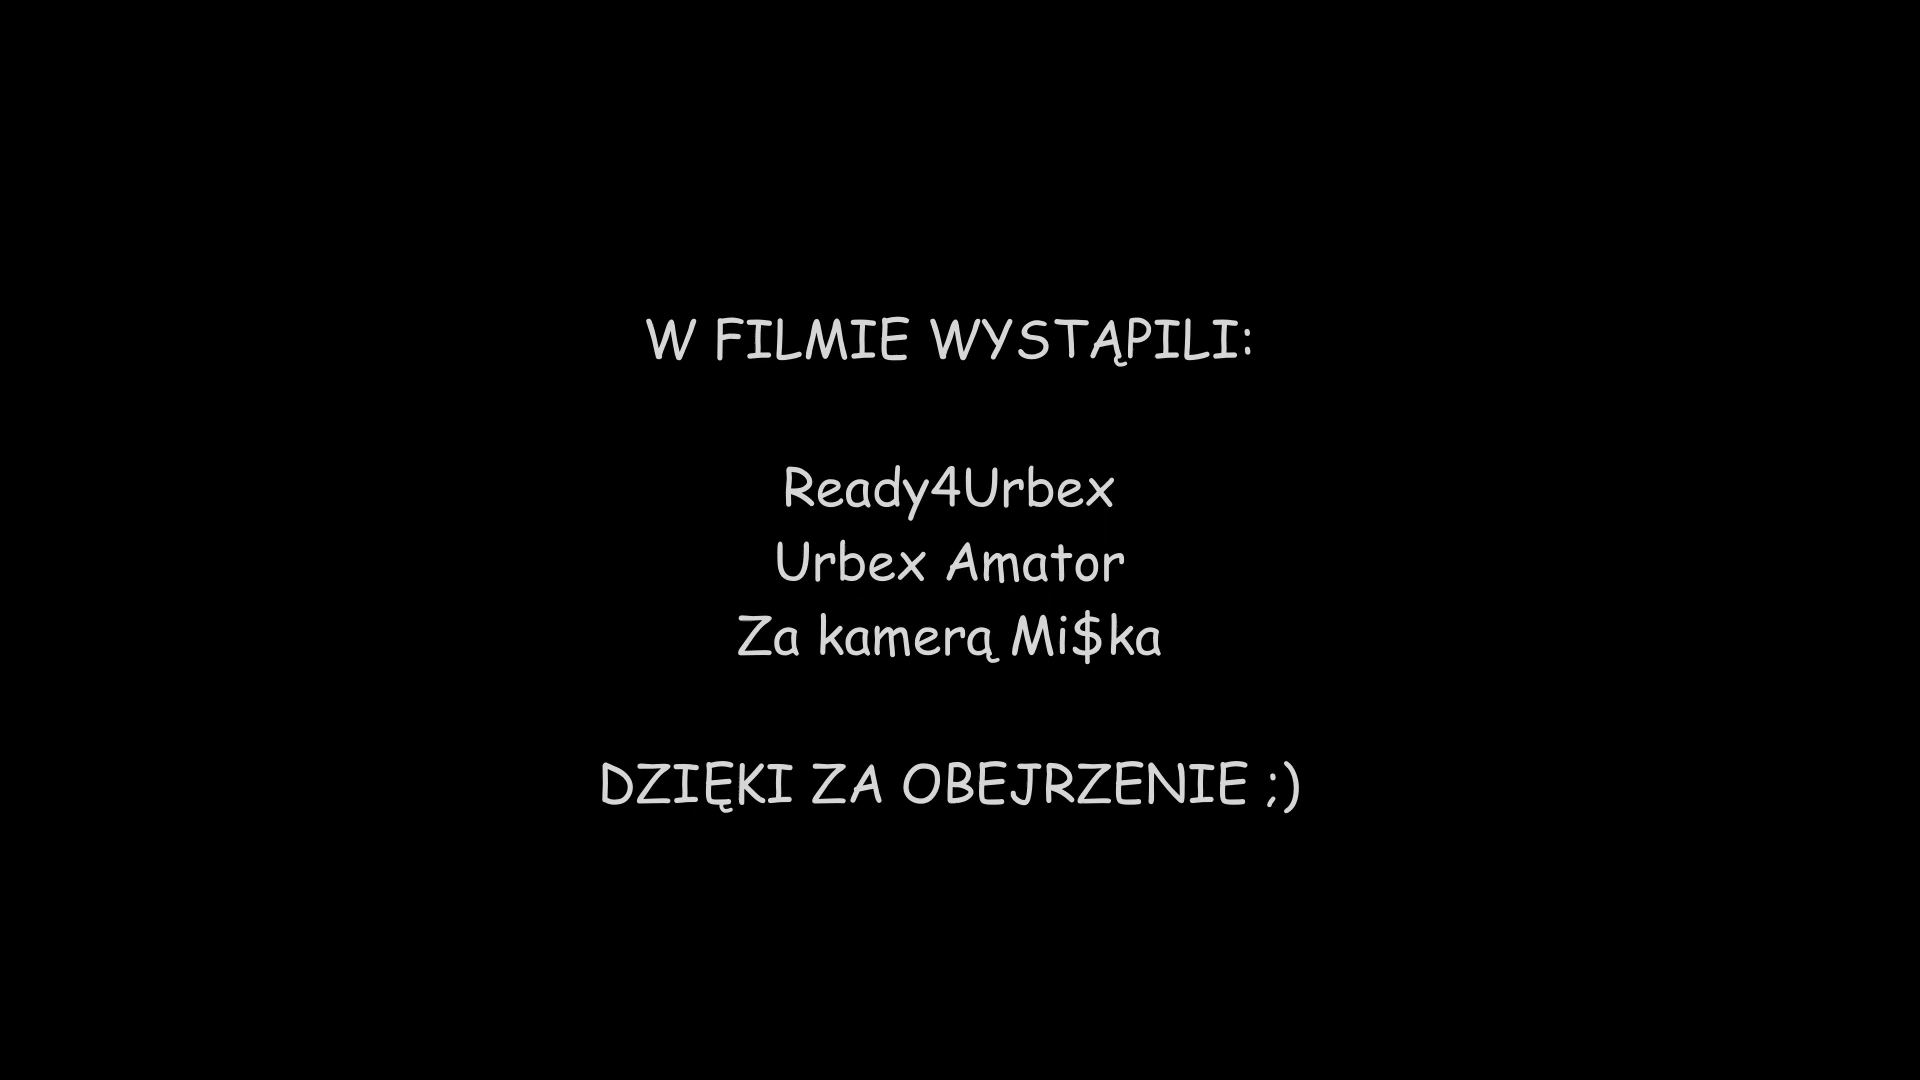 W FILMIE WYSTĄPILI:
Ready4Urbex
Urbex Amator
Za kamerą Mi$ka
DZIĘKI ZA OBEJRZENIE ;)